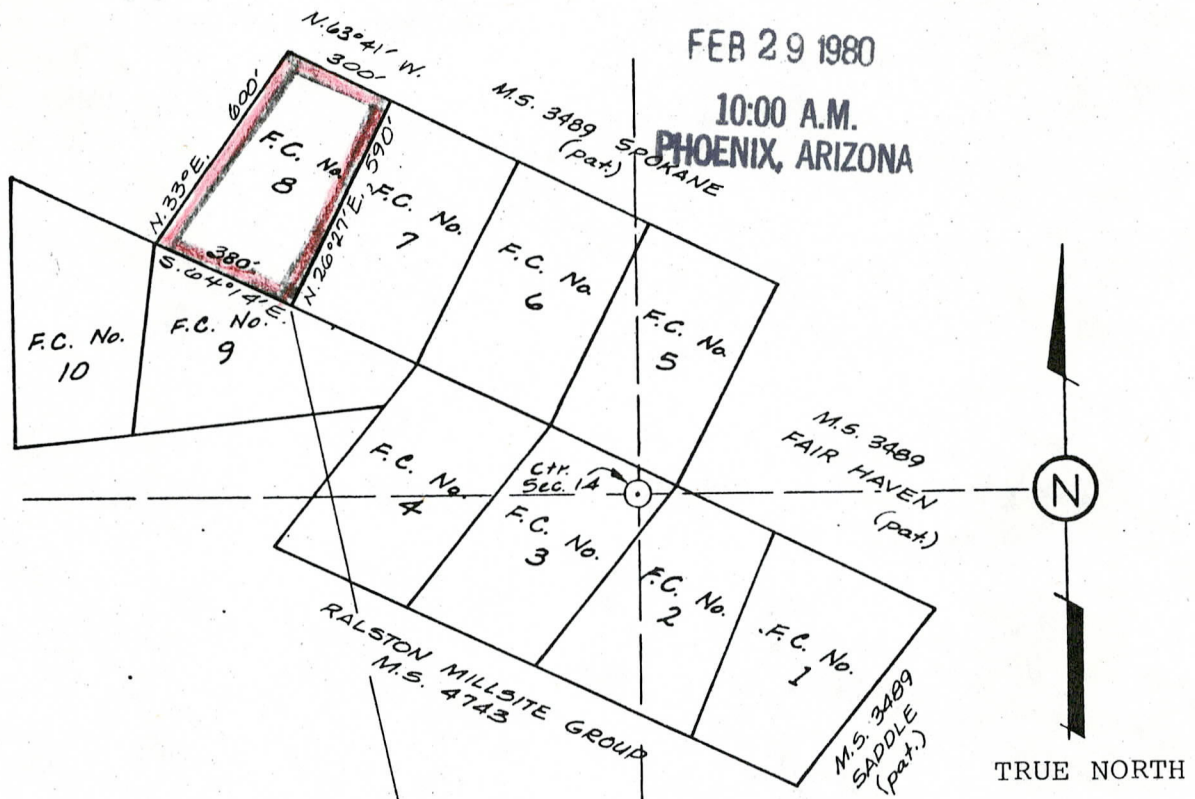 FEB 29 1980
10:00 A.M.
PHOENIX, ARIZONA
N. 63° 41' W.
300'
600'
N. 33° E.
M.S. 3489 SPOKANE
(pat.)
F.C. No.
8
590'
N. 26° 27' E.
380'
S. 64° 14' E.
F.C. No.
7
F.C. No.
6
F.C. No.
5
F.C. No.
10
F.C. No.
9
F.C. No.
4
Ctr.
Sec. 14
F.C. No.
3
F.C. No.
2
F.C. No.
1
M.S. 3489
FAIR HAVEN
(pat.)
N
RALSTON MILLSITE GROUP
M.S. 4743
M.S. 3489
SADDLE
(pat.)
TRUE NORTH